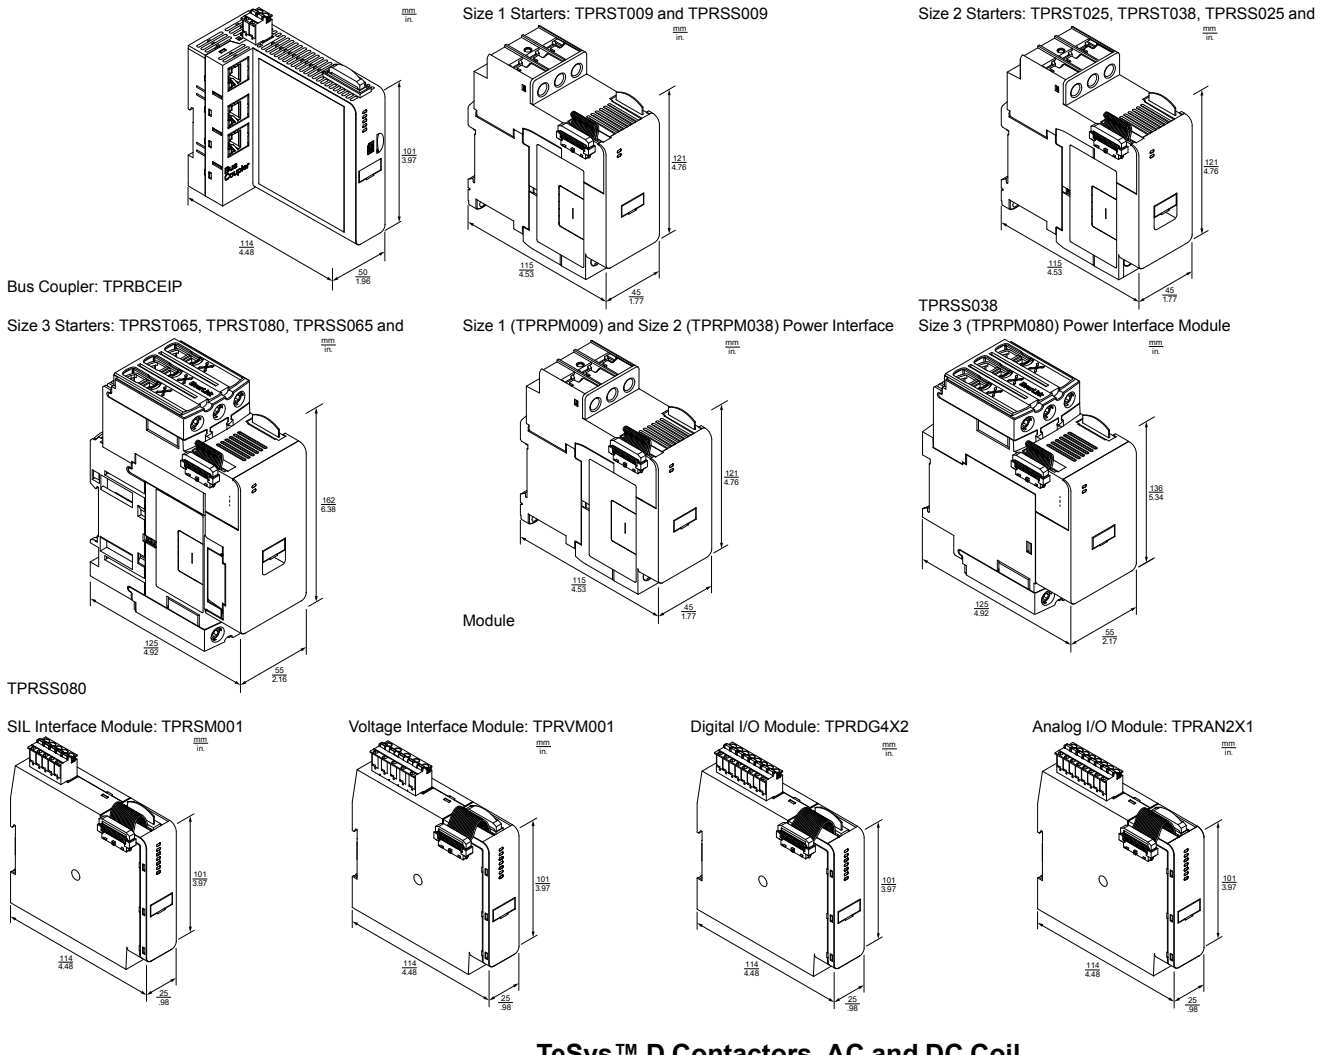 mm
in.
Size 1 Starters: TPRST009 and TPRSS009
mm
in.
Size 2 Starters: TPRST025, TPRST038, TPRSS025 and
mm
in.
Bus
Coupler
101
3.97
114
4.48
50
1.96
121
4.76
115
4.53
45
1.77
121
4.76
115
4.53
45
1.77
Bus Coupler: TPRBCEIP
TPRSS038
Size 3 Starters: TPRST065, TPRST080, TPRSS065 and
mm
in.
Size 1 (TPRPM009) and Size 2 (TPRPM038) Power Interface
mm
in.
Size 3 (TPRPM080) Power Interface Module
mm
in.
162
6.38
125
4.92
55
2.16
121
4.76
115
4.53
45
1.77
136
5.34
125
4.92
55
2.17
Module
TPRSS080
SIL Interface Module: TPRSM001
mm
in.
Voltage Interface Module: TPRVM001
mm
in.
Digital I/O Module: TPRDG4X2
mm
in.
Analog I/O Module: TPRAN2X1
mm
in.
101
3.97
114
4.48
25
.98
101
3.97
114
4.48
25
.98
101
3.97
114
4.48
25
.98
101
3.97
114
4.48
25
.98
TeSys™ D Contactors, AC and DC Coil